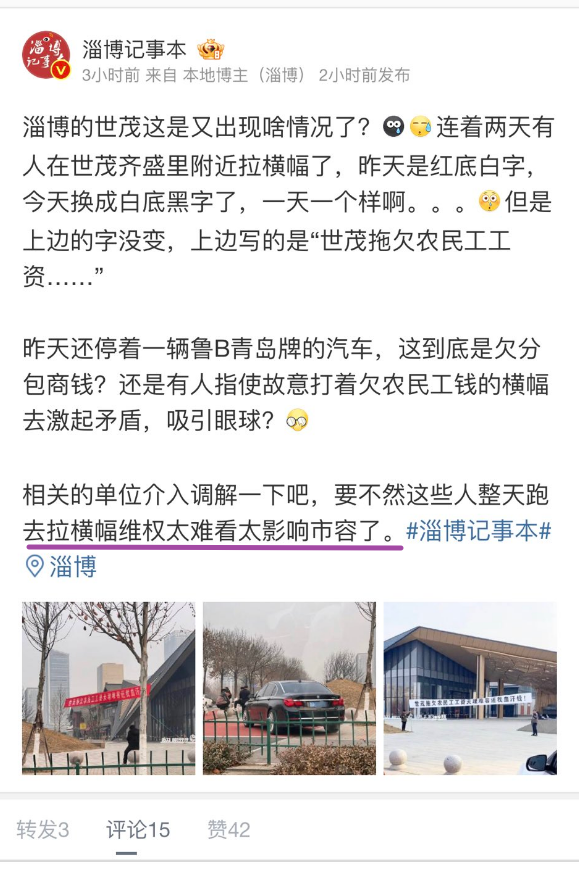 淄博记事
V
淄博记事本
3小时前 来自 本地博主（淄博） 2小时前发布
淄博的世茂这是又出现啥情况了？连着两天有
人在世茂齐盛里附近拉横幅了，昨天是红底白字，
今天换成白底黑字了，一天一个样啊。。。但是
上边的字没变，上边写的是“世茂拖欠农民工工
资......”
昨天还停着一辆鲁B青岛牌的汽车，这到底是欠分
包商钱？还是有人指使故意打着欠农民工钱的横幅
去激起矛盾，吸引眼球？
相关的单位介入调解一下吧，要不然这些人整天跑
去拉横幅维权太难看太影响市容了。#淄博记事本#
淄博
转发3 评论15 赞42